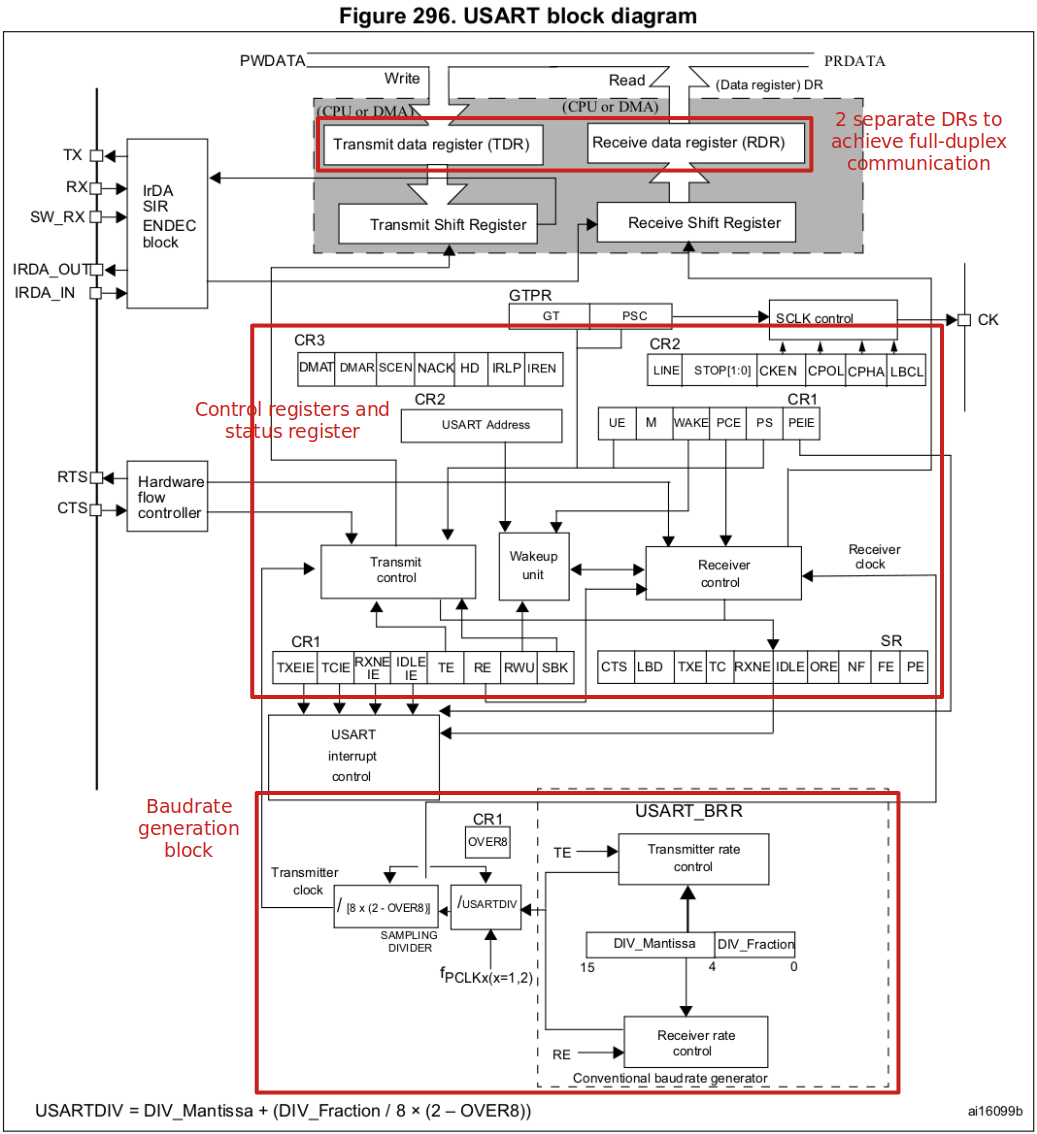 Figure 296. USART block diagram
PWDATA
PRDATA
Write
Read
(Data register) DR
(CPU or DMA)
(CPU or DMA)
Transmit data register (TDR)
Receive data register (RDR)
2 separate DRs to
achieve full-duplex
communication
TX
RX
SW_RX
IRDA_OUT
IRDA_IN
IrDA
SIR
ENDEC
block
Transmit Shift Register
Receive Shift Register
GTPR
GT
PSC
SCLK control
CK
CR3
DMAT
DMAR
SCEN
NACK
HD
IRLP
IREN
CR2
LINE
STOP[1:0]
CKEN
CPOL
CPHA
LBCL
Control registers and
status register
CR2
USART Address
CR1
UE
M
WAKE
PCE
PS
PEIE
RTS
CTS
Hardware
flow
controller
Transmit
control
Wakeup
unit
Receiver
control
Receiver
clock
CR1
TXEIE
TCIE
RXNE
IE
IDLE
IE
TE
RE
RWU
SBK
SR
CTS
LBD
TXE
TC
RXNE
IDLE
ORE
NF
FE
PE
USART
interrupt
control
Baudrate
generation
block
USART_BRR
CR1
OVER8
TE
Transmitter rate
control
Transmitter
clock
/ [8 x (2 - OVER8)]
/USARTDIV
SAMPLING
DIVIDER
fPCLKx(x=1,2)
DIV_Mantissa
DIV_Fraction
15
4
0
RE
Receiver rate
control
Conventional baudrate generator
USARTDIV = DIV_Mantissa + (DIV_Fraction / 8 × (2 – OVER8))
ai16099b